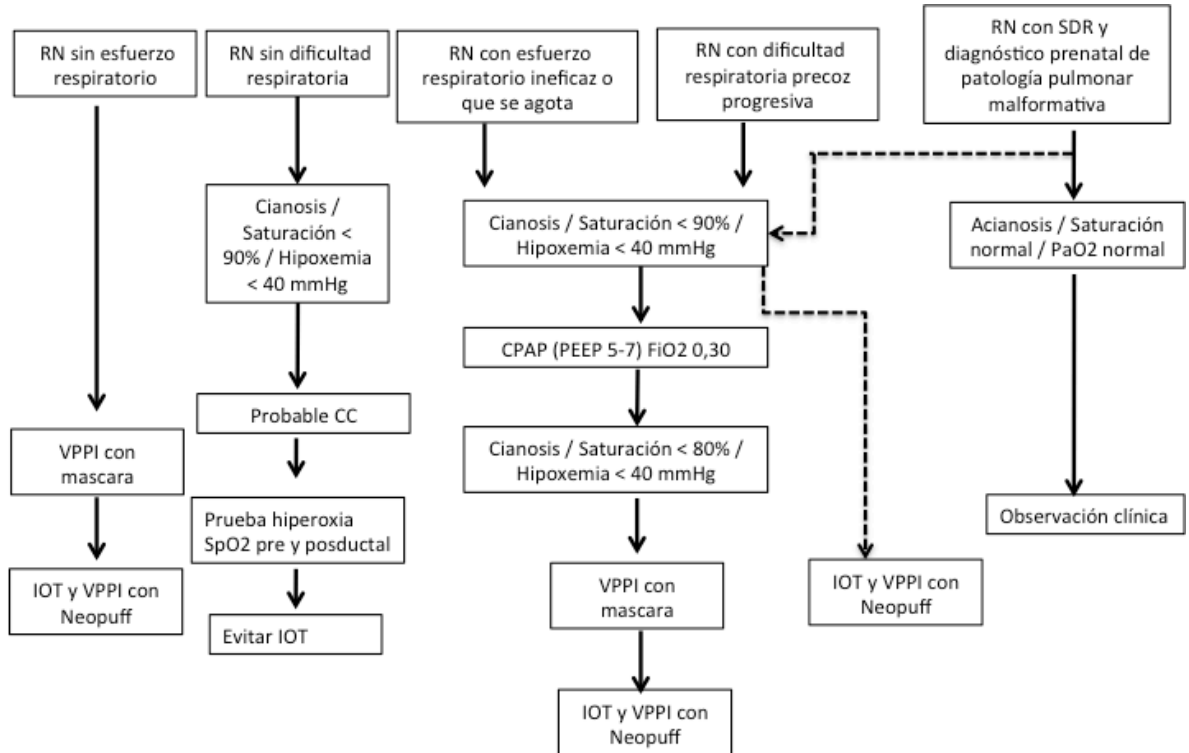 RN sin esfuerzo
respiratorio
RN sin dificultad
respiratoria
RN con esfuerzo
respiratorio ineficaz o
que se agota
RN con dificultad
respiratoria precoz
progresiva
RN con SDR y
diagnóstico prenatal de
patología pulmonar
malformativa
Cianosis /
Saturación <
90% / Hipoxemia
< 40 mmHg
Cianosis / Saturación < 90% /
Hipoxemia < 40 mmHg
Acianosis / Saturación
normal / PaO2 normal
CPAP (PEEP 5-7) FiO2 0,30
Probable CC
VPPI con
mascara
Cianosis / Saturación < 80% /
Hipoxemia < 40 mmHg
Prueba hiperoxia
SpO2 pre y posductal
Observación clínica
IOT y VPPI con
Neopuff
Evitar IOT
VPPI con
mascara
IOT y VPPI con
Neopuff
IOT y VPPI con
Neopuff